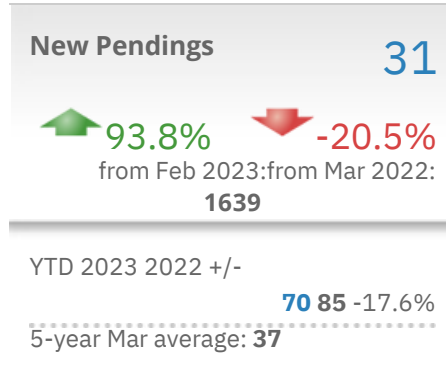 New Pendings
31
93.8% -20.5%
from Feb 2023:from Mar 2022:
1639
YTD 2023 2022 +/-
70 85 -17.6%
5-year Mar average: 37